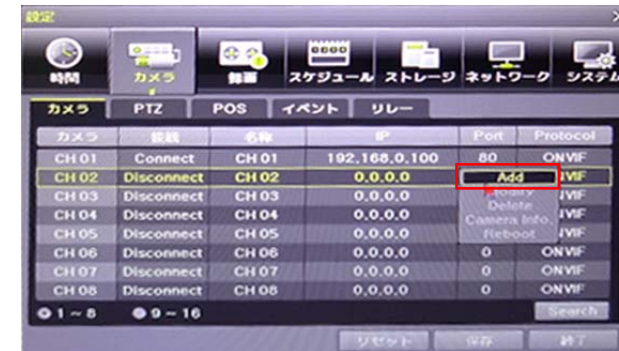 設定
時間 カメラ 録画 スケジュール ストレージ ネットワーク システム
カメラ PTZ POS イベント リレー
カメラ 接続 名称 IP Port Protocol
CH 01 Connect CH 01 192.168.0.100 80 ONVIF
CH 02 Disconnect CH 02 0.0.0.0 Add VIF
CH 03 Disconnect CH 03 0.0.0.0 Modify VIF
Delete
CH 04 Disconnect CH 04 0.0.0.0 Camera Info. VIF
CH 05 Disconnect CH 05 0.0.0.0 Reboot VIF
CH 06 Disconnect CH 06 0.0.0.0 0 ONVIF
CH 07 Disconnect CH 07 0.0.0.0 0 ONVIF
CH 08 Disconnect CH 08 0.0.0.0 0 ONVIF
1 ~ 8 9 ~ 16 Search
リセット 保存 終了